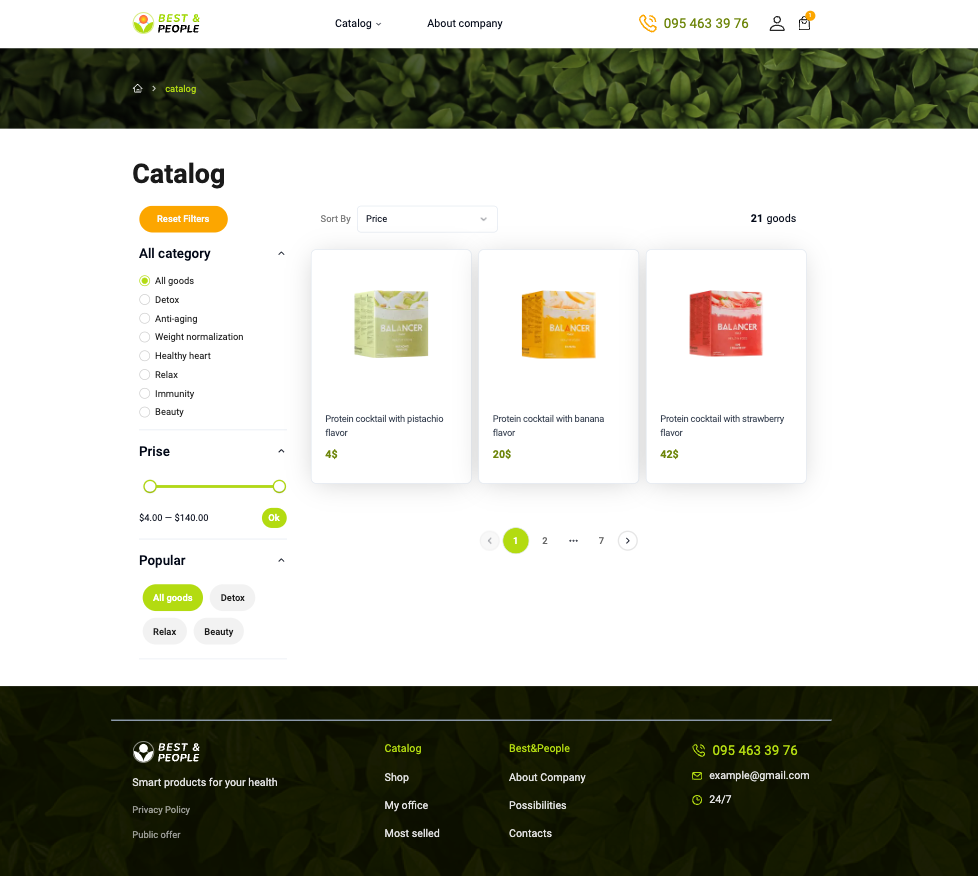 BEST &
PEOPLE
Catalog
About company
095 463 39 76
1
catalog
Catalog
Reset Filters
Sort By
Price
21 goods
All category
All goods
Detox
Anti-aging
Weight normalization
Healthy heart
Relax
Immunity
Beauty
Prise
$4.00 — $140.00
Ok
Popular
All goods
Detox
Relax
Beauty
BALANCER
Protein cocktail with pistachio
flavor
4$
BALANCER
Protein cocktail with banana
flavor
20$
BALANCER
Protein cocktail with strawberry
flavor
42$
1
2
•••
7
BEST &
PEOPLE
Smart products for your health
Privacy Policy
Public offer
Catalog
Shop
My office
Most selled
Best&People
About Company
Possibilities
Contacts
095 463 39 76
example@gmail.com
24/7